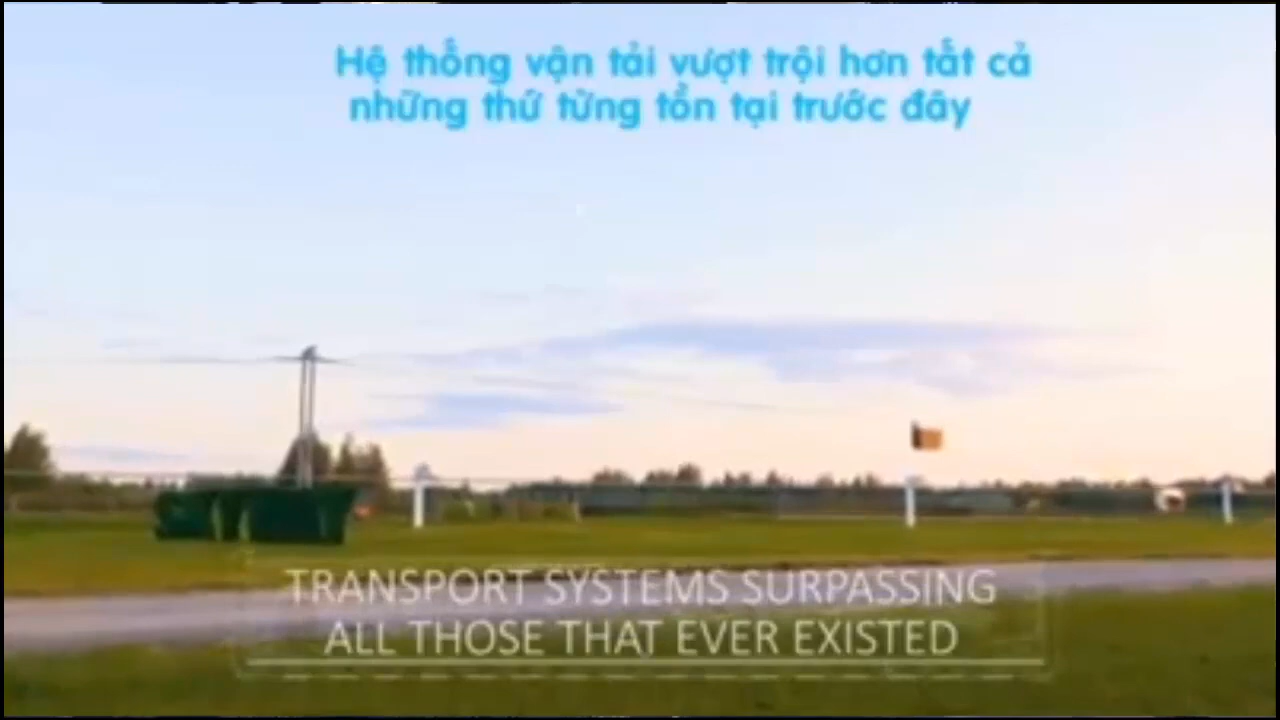 Hệ thống vận tải vượt trội hơn tất cả
những thứ từng tồn tại trước đây
TRANSPORT SYSTEMS SURPASSING
ALL THOSE THAT EVER EXISTED